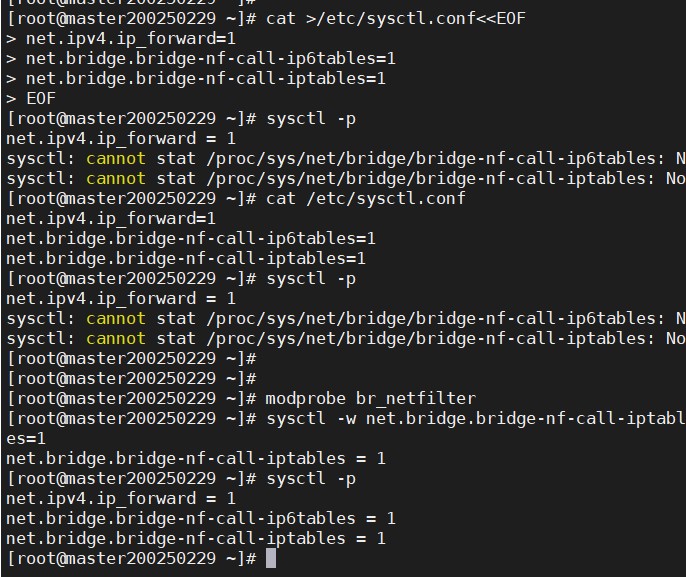 [root@master200250229 ~]#
[root@master200250229 ~]# cat >/etc/sysctl.conf<<EOF
> net.ipv4.ip_forward=1
> net.bridge.bridge-nf-call-ip6tables=1
> net.bridge.bridge-nf-call-iptables=1
> EOF
[root@master200250229 ~]# sysctl -p
net.ipv4.ip_forward = 1
sysctl: cannot stat /proc/sys/net/bridge/bridge-nf-call-ip6tables: N
sysctl: cannot stat /proc/sys/net/bridge/bridge-nf-call-iptables: No
[root@master200250229 ~]# cat /etc/sysctl.conf
net.ipv4.ip_forward=1
net.bridge.bridge-nf-call-ip6tables=1
net.bridge.bridge-nf-call-iptables=1
[root@master200250229 ~]# sysctl -p
net.ipv4.ip_forward = 1
sysctl: cannot stat /proc/sys/net/bridge/bridge-nf-call-ip6tables: N
sysctl: cannot stat /proc/sys/net/bridge/bridge-nf-call-iptables: No
[root@master200250229 ~]#
[root@master200250229 ~]#
[root@master200250229 ~]# modprobe br_netfilter
[root@master200250229 ~]# sysctl -w net.bridge.bridge-nf-call-iptabl
es=1
net.bridge.bridge-nf-call-iptables = 1
[root@master200250229 ~]# sysctl -p
net.ipv4.ip_forward = 1
net.bridge.bridge-nf-call-ip6tables = 1
net.bridge.bridge-nf-call-iptables = 1
[root@master200250229 ~]#